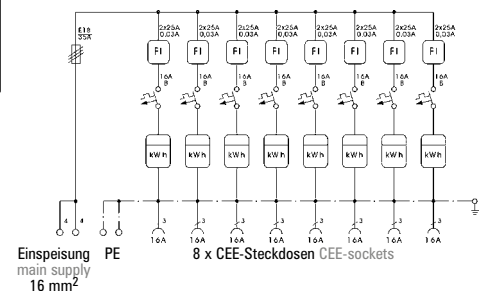 E18 2x25A 2x25A 2x25A 2x25A 2x25A 2x25A 2x25A 2x25A
35A 0,03A 0,03A 0,03A 0,03A 0,03A 0,03A 0,03A 0,03A
FI FI FI FI FI FI FI FI
16A 16A 16A 16A 16A 16A 16A 16A
B B B B B B B B
kWh kWh kWh kWh kWh kWh kWh kWh
4 4 3 3 3 3 3 3 3 3
16A 16A 16A 16A 16A 16A 16A 16A
Einspeisung PE 8 x CEE-Steckdosen CEE-sockets
main supply
16 mm²